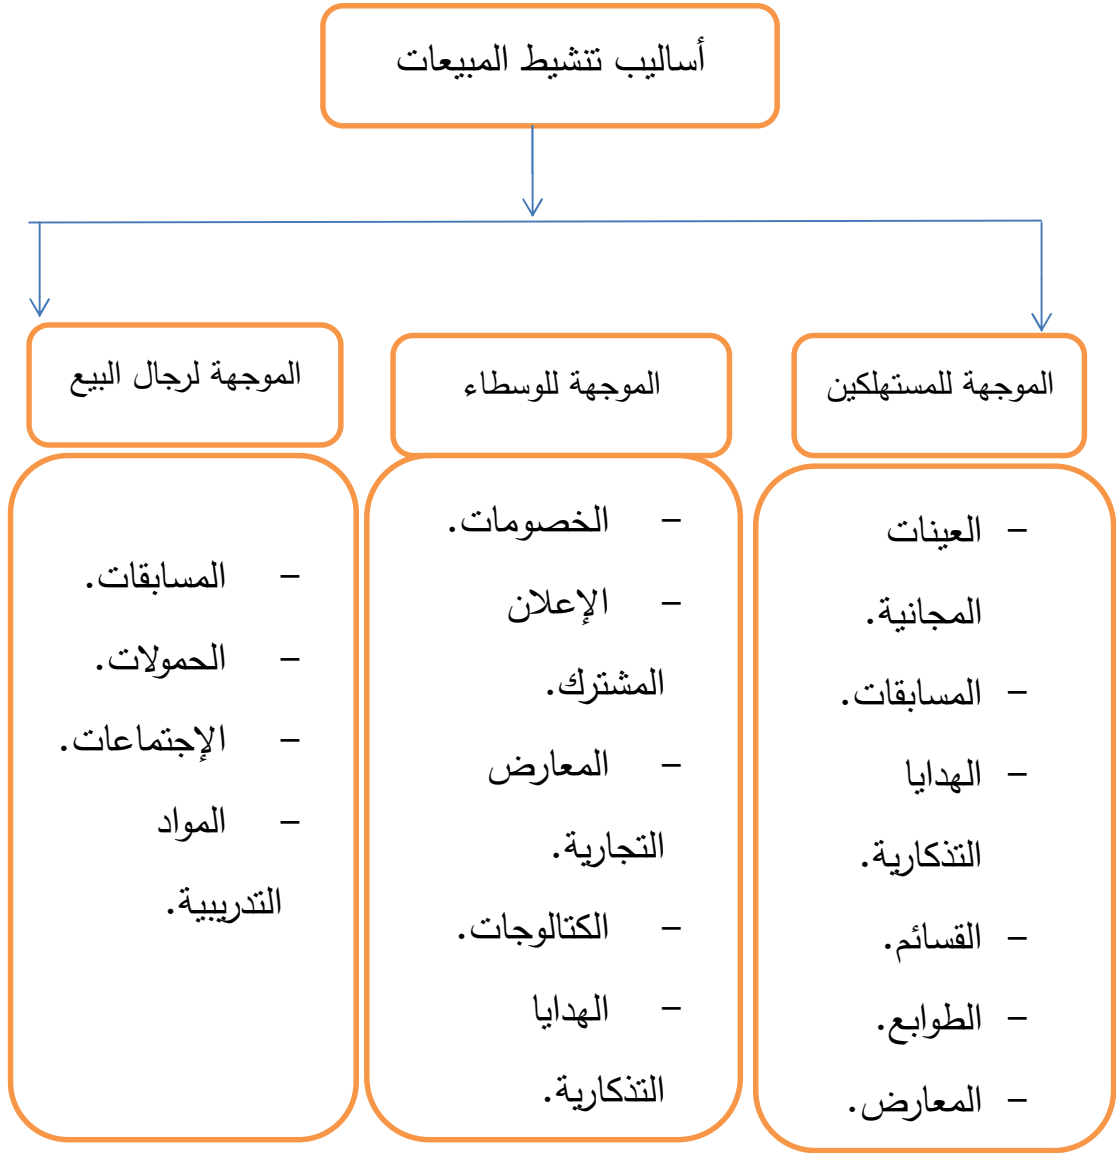 أساليب تنشيط المبيعات
الموجهة للمستهلكين
الموجهة للوسطاء
الموجهة لرجال البيع
- العينات
المجانية.
- المسابقات.
- الهدايا
التذكارية.
- القسائم.
- الطوابع.
- المعارض.
- الخصومات.
- الإعلان
المشترك.
- المعارض
التجارية.
- الكتالوجات.
- الهدايا
التذكارية.
- المسابقات.
- الحمولات.
- الإجتماعات.
- المواد
التدريبية.